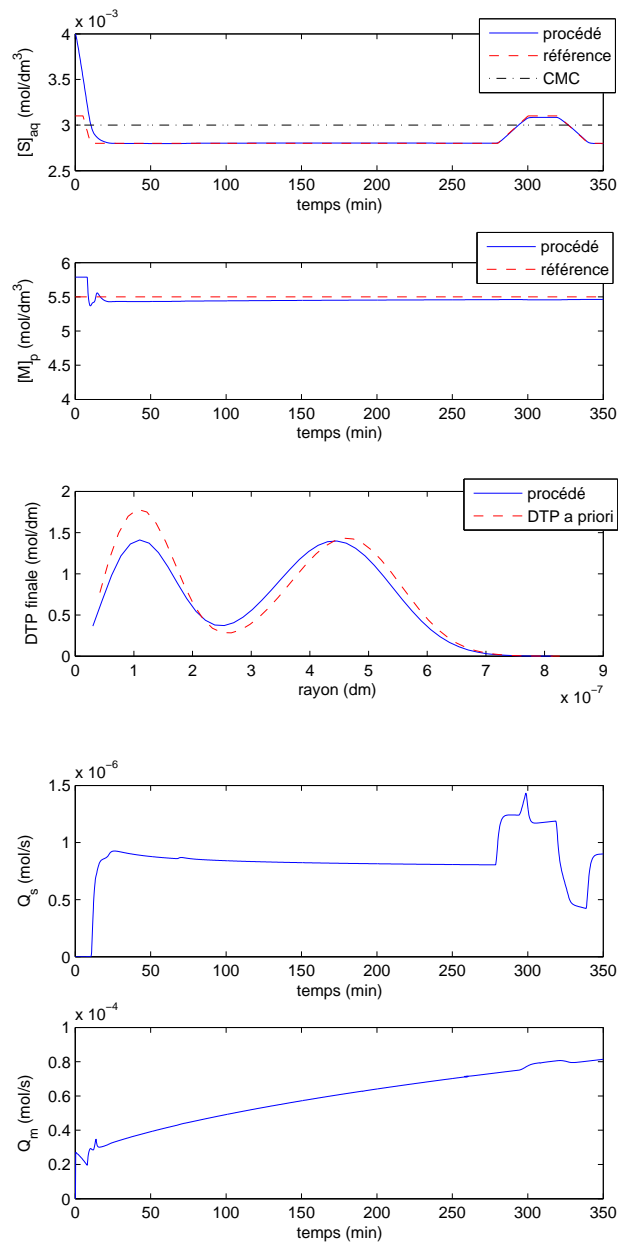 x 10⁻³
4
3.5
3
2.5
[S]aq (mol/dm³)
procédé
référence
CMC
0 50 100 150 200 250 300 350
temps (min)
6
5.5
5
4.5
4
[M]p (mol/dm³)
procédé
référence
0 50 100 150 200 250 300 350
temps (min)
2
1.5
1
0.5
0
DTP finale (mol/dm)
procédé
DTP a priori
0 1 2 3 4 5 6 7 8 9
rayon (dm)
x 10⁻⁷
x 10⁻⁶
1.5
1
0.5
0
Qs (mol/s)
0 50 100 150 200 250 300 350
temps (min)
x 10⁻⁴
1
0.8
0.6
0.4
0.2
0
Qm (mol/s)
0 50 100 150 200 250 300 350
temps (min)